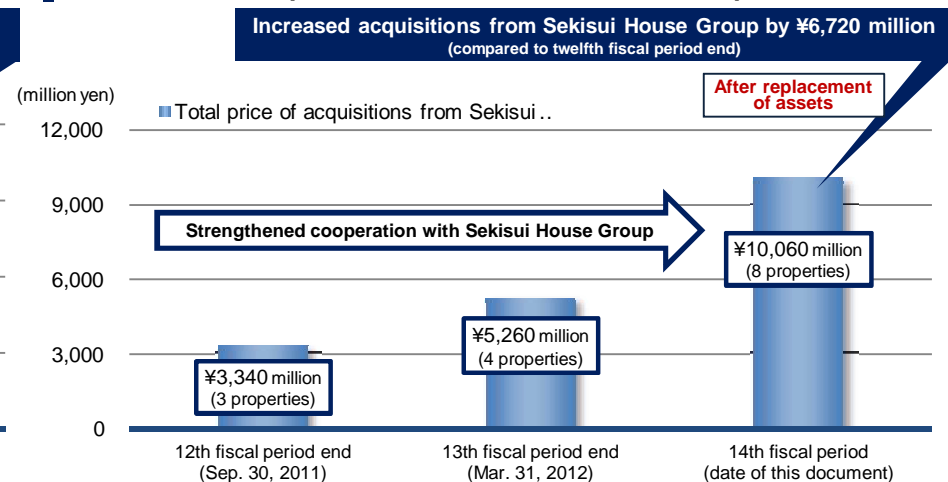 Increased acquisitions from Sekisui House Group by ¥6,720 million
(compared to twelfth fiscal period end)
(million yen)
Total price of acquisitions from Sekisui..
After replacement
of assets
12,000
9,000
6,000
3,000
0
Strengthened cooperation with Sekisui House Group
¥3,340 million
(3 properties)
¥5,260 million
(4 properties)
¥10,060 million
(8 properties)
12th fiscal period end
(Sep. 30, 2011)
13th fiscal period end
(Mar. 31, 2012)
14th fiscal period
(date of this document)